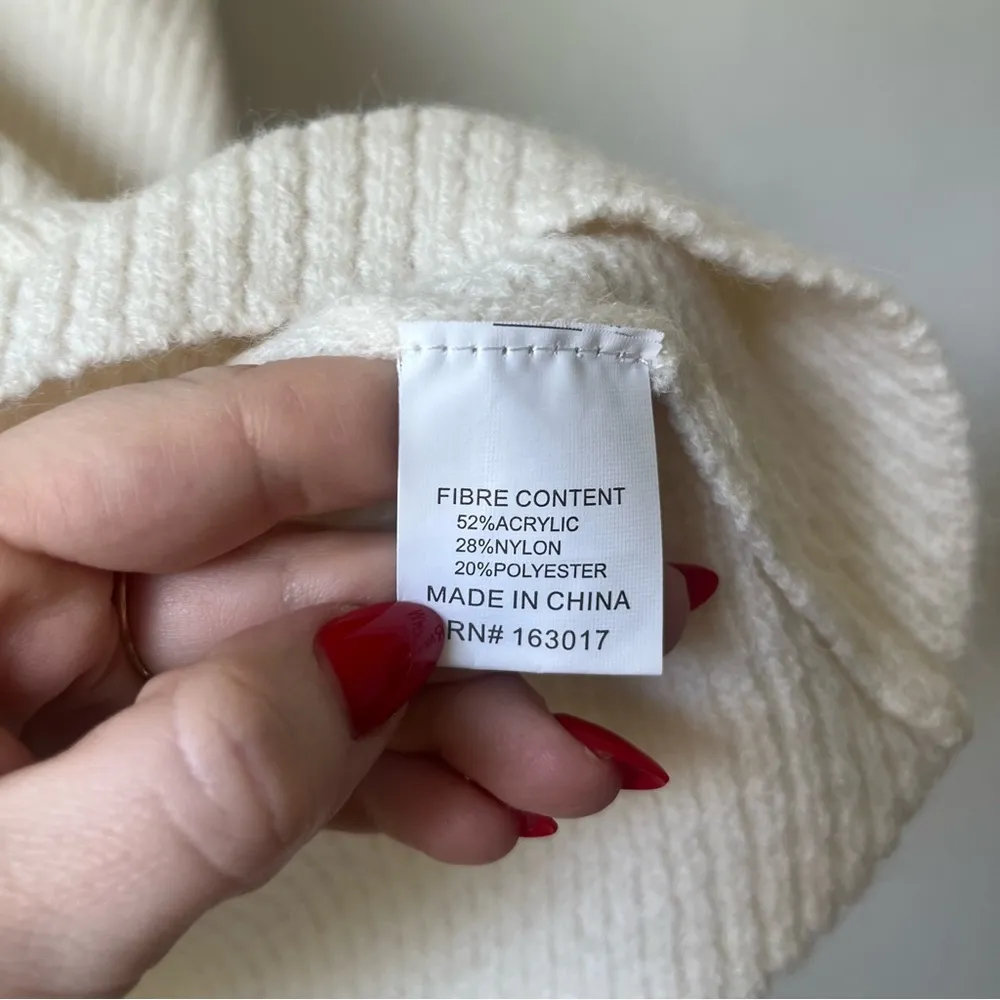 FIBRE CONTENT
52%ACRYLIC
28%NYLON
20%POLYESTER
MADE IN CHINA
RN# 163017